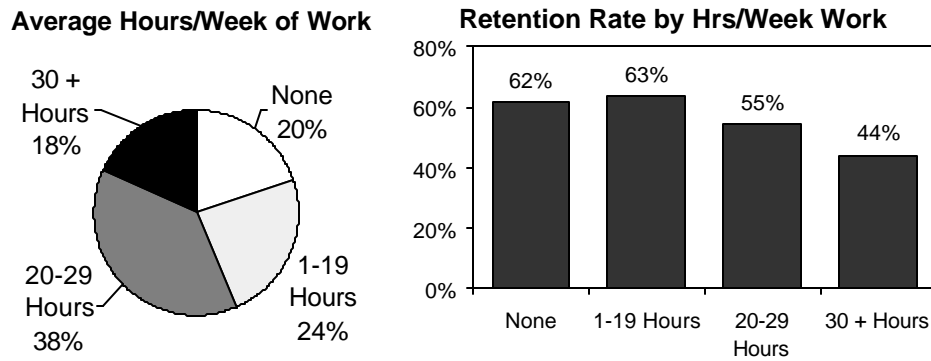 Average Hours/Week of Work
30 +
Hours
18%
None
20%
20-29
Hours
38%
1-19
Hours
24%
Retention Rate by Hrs/Week Work
80%
60%
40%
20%
0%
62%
63%
55%
44%
None
1-19 Hours
20-29
Hours
30 + Hours